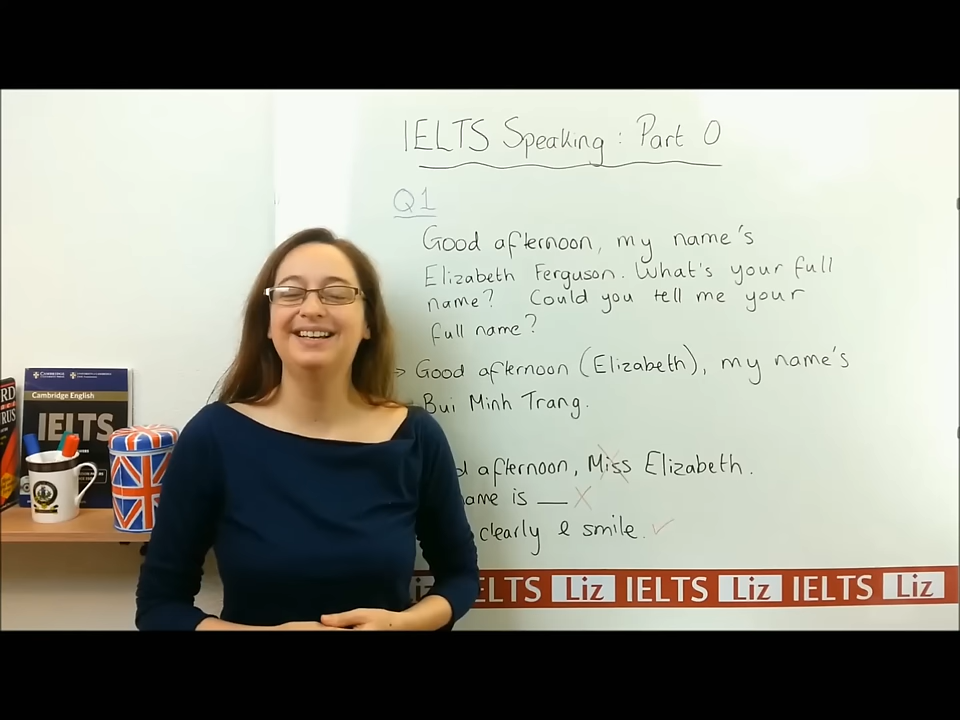 IELTS Speaking : Part 0
Q1
Good afternoon, my name's
Elizabeth Ferguson. What's your full
name? Could you tell me your
full name?
Good afternoon (Elizabeth), my name's
Bui Minh Trang.
afternoon, Miss Elizabeth.
is
clearly & smile.
IELTS Liz IELTS Liz IELTS Liz
Cambridge English
IELTS